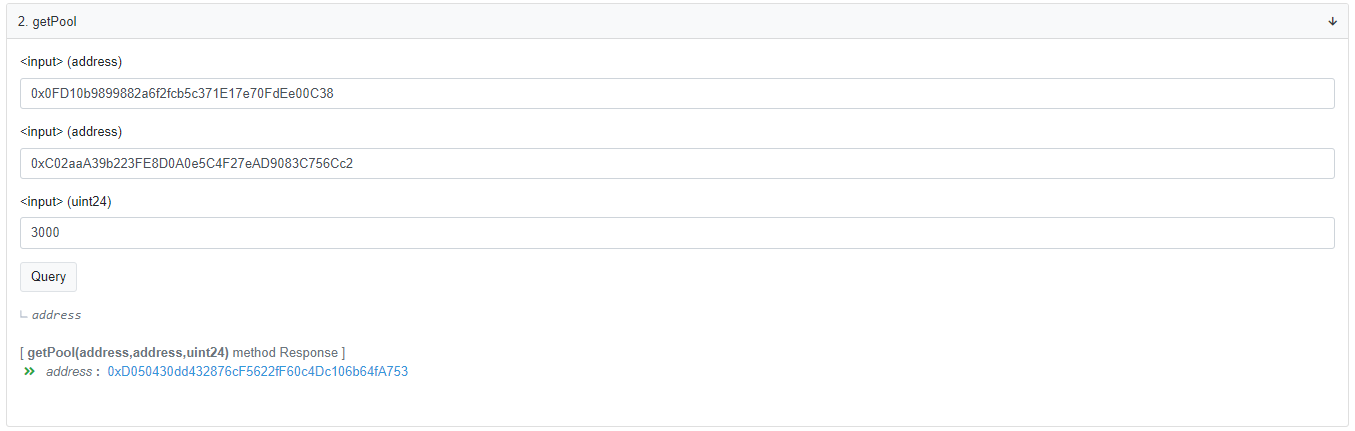 2. getPool
<input> (address)
0x0FD10b9899882a6f2fcb5c371E17e70FdEe00C38
<input> (address)
0xC02aaA39b223FE8D0A0e5C4F27eAD9083C756Cc2
<input> (uint24)
3000
Query
address
[ getPool(address,address,uint24) method Response ]
address : 0xD050430dd432876cF5622fF60c4Dc106b64fA753